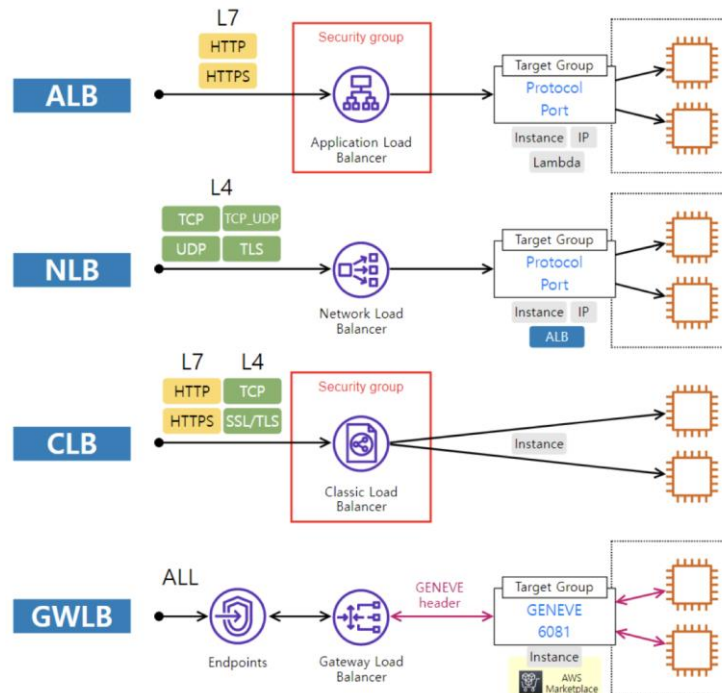 L7
HTTP
HTTPS
ALB
Security group
Application Load
Balancer
Target Group
Protocol
Port
Instance IP
Lambda
L4
TCP TCP_UDP
UDP TLS
NLB
Network Load
Balancer
Target Group
Protocol
Port
Instance IP
ALB
L7 L4
HTTP TCP
HTTPS SSL/TLS
CLB
Security group
Classic Load
Balancer
Instance
ALL
GWLB
Endpoints
Gateway Load
Balancer
GENEVE
header
Target Group
GENEVE
6081
Instance
AWS
Marketplace